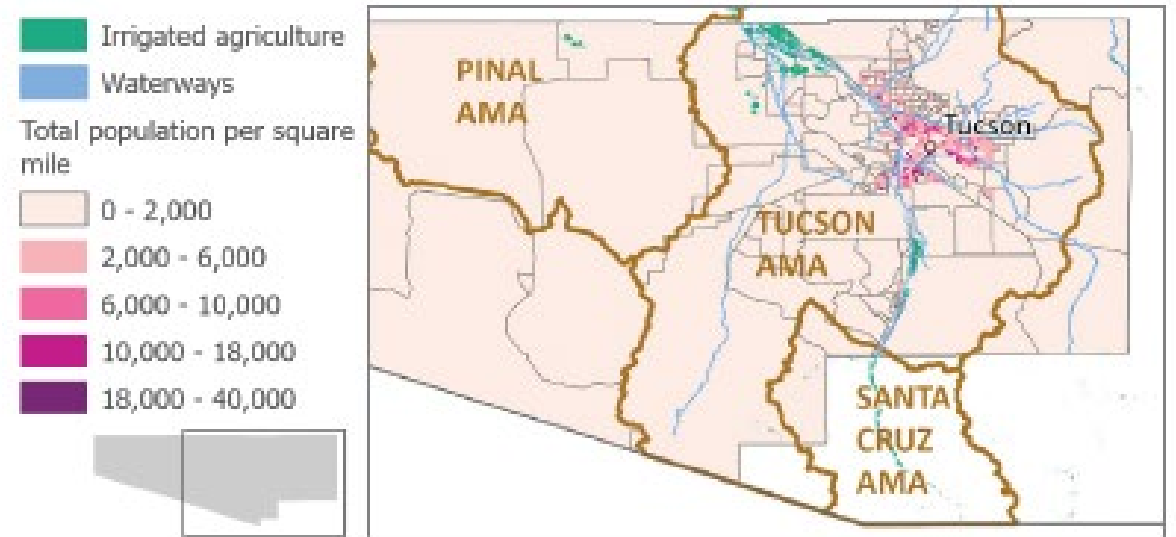 Irrigated agriculture
Waterways
Total population per square
mile
0 - 2,000
2,000 - 6,000
6,000 - 10,000
10,000 - 18,000
18,000 - 40,000
PINAL
AMA
Tucson
TUCSON
AMA
SANTA
CRUZ
AMA